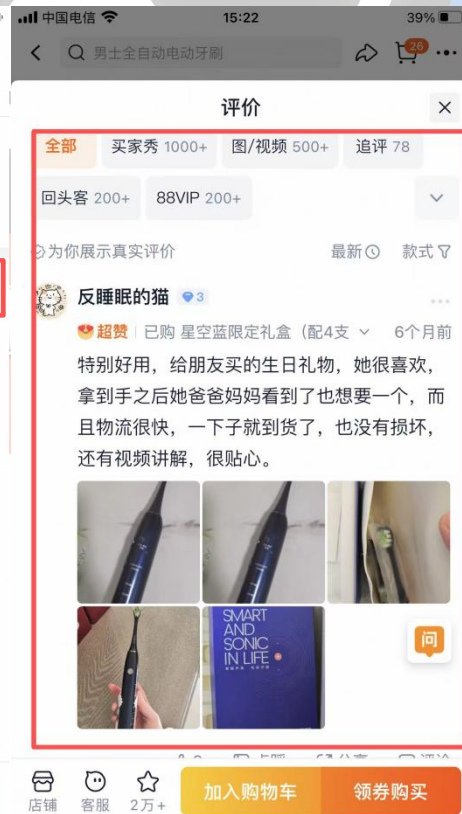 中国电信
15:22
39%
男士全自动电动牙刷
26
评价
全部
买家秀 1000+
图/视频 500+
追评 78
回头客 200+
88VIP 200+
为你展示真实评价
最新
款式
反睡眠的猫
3
超赞
已购 星空蓝限定礼盒（配4支
6个月前
特别好用，给朋友买的生日礼物，她很喜欢，
拿到手之后她爸爸妈妈看到了也想要一个，而
且物流很快，一下子就到货了，也没有损坏，
还有视频讲解，很贴心。
SMART
AND
SONIC
IN LIFE
问
店铺
客服
2万+
加入购物车
领券购买